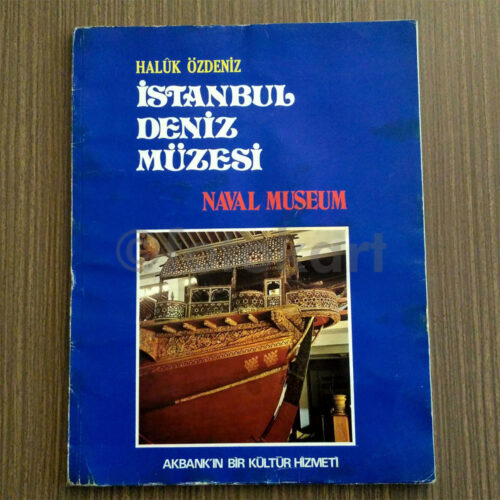 HALÛK ÖZDENİZ
İSTANBUL
DENİZ
MÜZESİ
NAVAL MUSEUM
AKBANK'IN BİR KÜLTÜR HİZMETİ